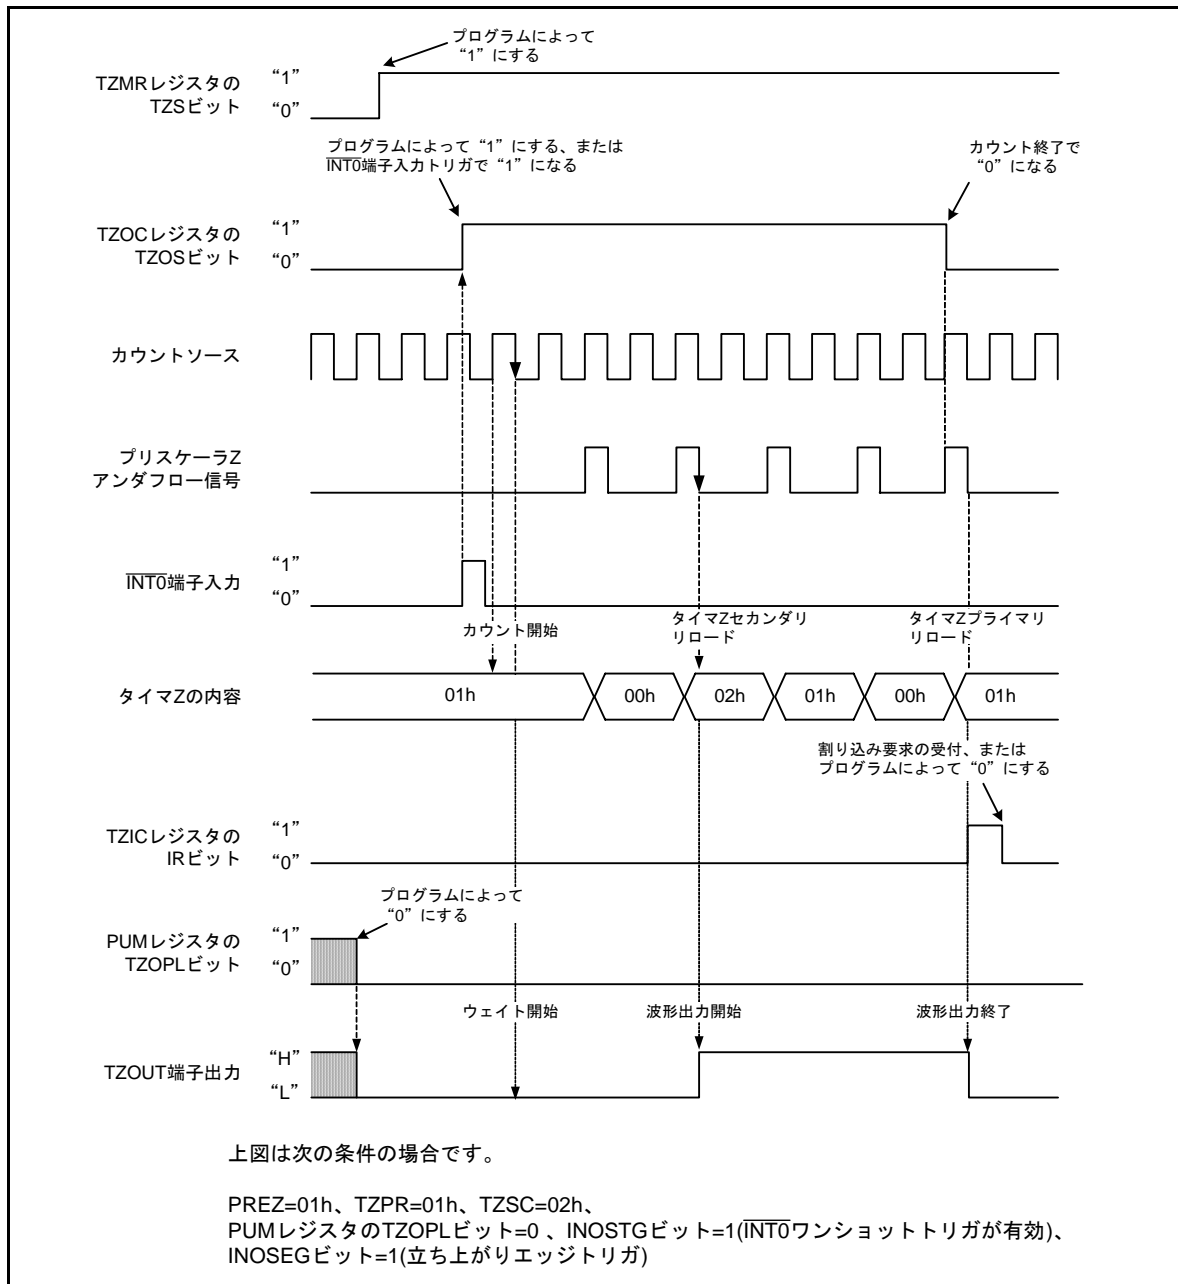 プログラムによって
“1”にする
TZMRレジスタの
TZSビット
“1”
“0”
プログラムによって“1”にする、または
INT0端子入力トリガで“1”になる
カウント終了で
“0”になる
TZOCレジスタの
TZOSビット
“1”
“0”
カウントソース
プリスケーラZ
アンダフロー信号
INT0端子入力
“1”
“0”
カウント開始
タイマZセカンダリ
リロード
タイマZプライマリ
リロード
タイマZの内容
01h
00h
02h
01h
00h
01h
割り込み要求の受付、または
プログラムによって“0”にする
TZICレジスタの
IRビット
“1”
“0”
プログラムによって
“0”にする
PUMレジスタの
TZOPLビット
“1”
“0”
ウェイト開始
波形出力開始
波形出力終了
TZOUT端子出力
“H”
“L”
上図は次の条件の場合です。
PREZ=01h、TZPR=01h、TZSC=02h、
PUMレジスタのTZOPLビット=0 、INOSTGビット=1(INT0ワンショットトリガが有効)、
INOSEGビット=1(立ち上がりエッジトリガ)